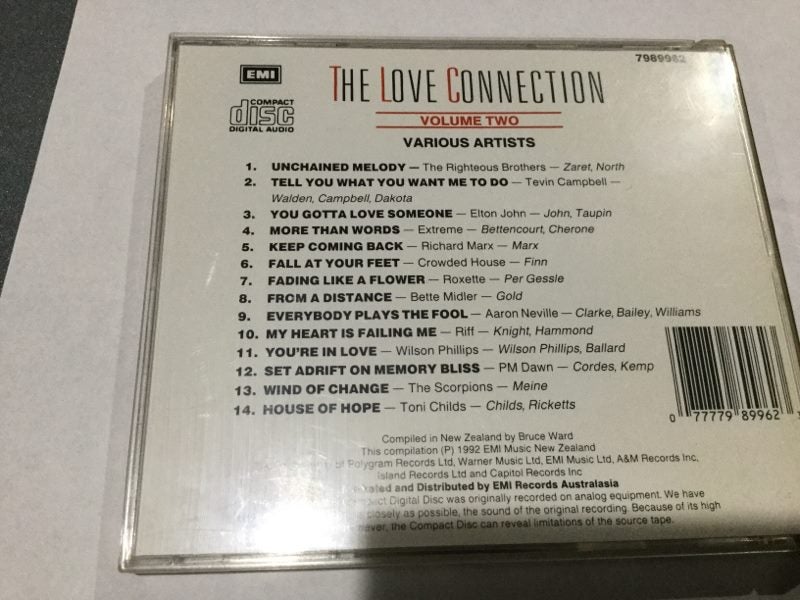 7989962
EMI
THE LOVE CONNECTION
COMPACT
disc
DIGITAL AUDIO
VOLUME TWO
VARIOUS ARTISTS
1. UNCHAINED MELODY — The Righteous Brothers — Zaret, North
2. TELL YOU WHAT YOU WANT ME TO DO — Tevin Campbell —
Walden, Campbell, Dakota
3. YOU GOTTA LOVE SOMEONE — Elton John — John, Taupin
4. MORE THAN WORDS — Extreme — Bettencourt, Cherone
5. KEEP COMING BACK — Richard Marx — Marx
6. FALL AT YOUR FEET — Crowded House — Finn
7. FADING LIKE A FLOWER — Roxette — Per Gessle
8. FROM A DISTANCE — Bette Midler — Gold
9. EVERYBODY PLAYS THE FOOL — Aaron Neville — Clarke, Bailey, Williams
10. MY HEART IS FAILING ME — Riff — Knight, Hammond
11. YOU'RE IN LOVE — Wilson Phillips — Wilson Phillips, Ballard
12. SET ADRIFT ON MEMORY BLISS — PM Dawn — Cordes, Kemp
13. WIND OF CHANGE — The Scorpions — Meine
14. HOUSE OF HOPE — Toni Childs — Childs, Ricketts
0 77779 89962
Compiled in New Zealand by Bruce Ward
This compilation (P) 1992 EMI Music New Zealand
of Polygram Records Ltd, Warner Music Ltd, EMI Music Ltd, A&M Records Inc,
Island Records Ltd and Capitol Records Inc
and Distributed by EMI Records Australasia
Digital Disc was originally recorded on analog equipment. We have
closely as possible, the sound of the original recording. Because of its high
the Compact Disc can reveal limitations of the source tape.